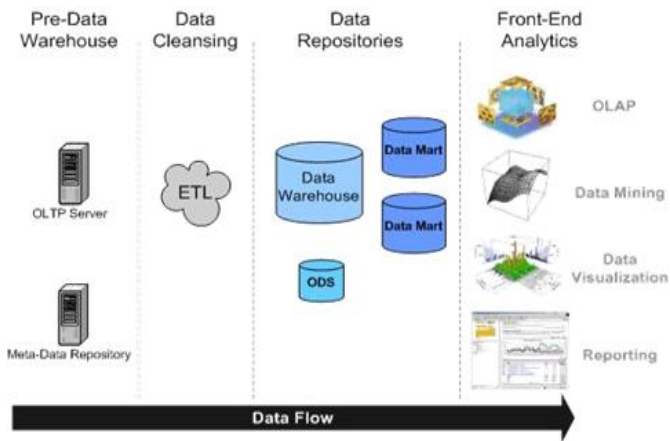 Pre-Data
Warehouse
Data
Cleansing
Data
Repositories
Front-End
Analytics
OLTP Server
Meta-Data Repository
ETL
Data
Warehouse
Data Mart
Data Mart
ODS
OLAP
Data Mining
Data
Visualization
Reporting
Data Flow